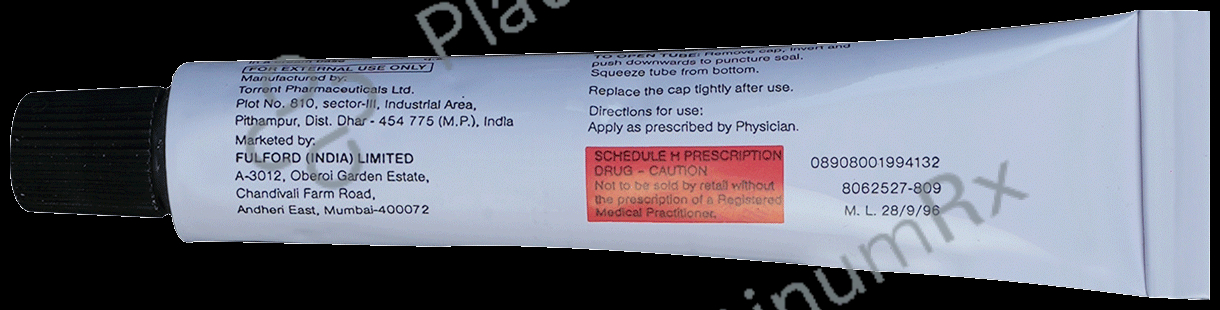 FOR EXTERNAL USE ONLY
Manufactured by:
Torrent Pharmaceuticals Ltd.
Plot No. 810, sector-III, Industrial Area,
Pithampur, Dist. Dhar - 454 775 (M.P.), India
Marketed by:
FULFORD (INDIA) LIMITED
A-3012, Oberoi Garden Estate,
Chandivali Farm Road,
Andheri East, Mumbai-400072
TO OPEN TUBE: Remove cap, invert and
push downwards to puncture seal.
Squeeze tube from bottom.
Replace the cap tightly after use.
Directions for use:
Apply as prescribed by Physician.
SCHEDULE H PRESCRIPTION
DRUG - CAUTION
Not to be sold by retail without
the prescription of a Registered
Medical Practitioner.
08908001994132
8062527-809
M. L. 28/9/96
Pla
inumRx